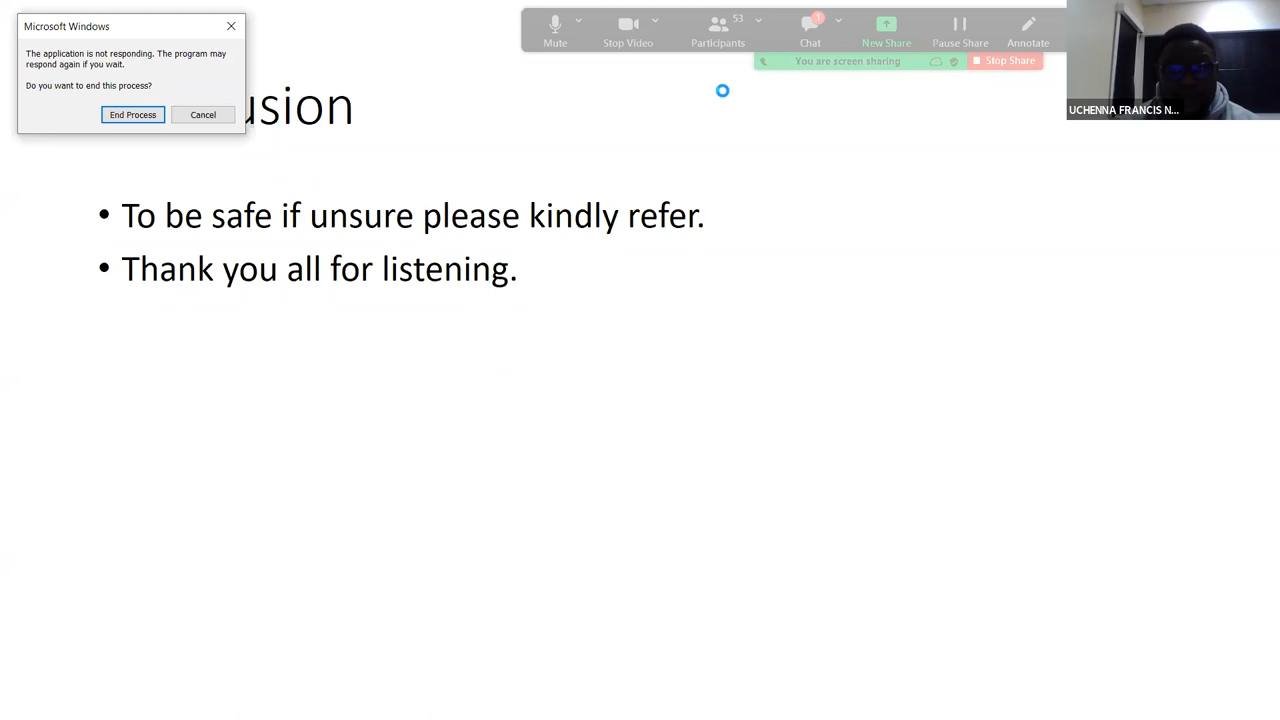 Microsoft Windows
The application is not responding. The program may
respond again if you wait.
Do you want to end this process?
End Process
Cancel
53
1
Mute
Stop Video
Participants
Chat
New Share
Pause Share
Annotate
You are screen sharing
Stop Share
UCHENNA FRANCIS N...
usion
• To be safe if unsure please kindly refer.
• Thank you all for listening.